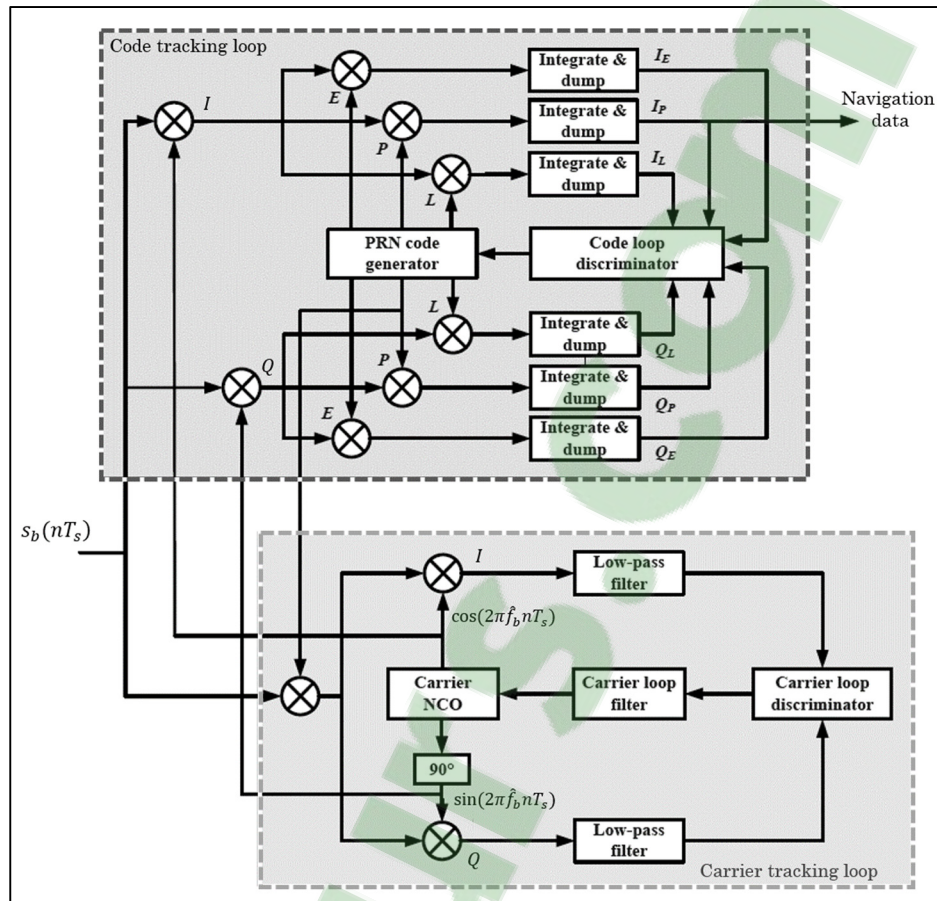 Code tracking loop
Integrate &
dump
I_E
E
I
Integrate &
dump
I_P
Navigation
data
P
Integrate &
dump
I_L
L
PRN code
generator
Code loop
discriminator
L
Integrate &
dump
Q_L
Q
P
Integrate &
dump
Q_P
E
Integrate &
dump
Q_E
s_b(nT_s)
I
Low-pass
filter
cos(2πf̂_b nT_s)
Carrier
NCO
Carrier loop
filter
Carrier loop
discriminator
90°
sin(2πf̂_b nT_s)
Q
Low-pass
filter
Carrier tracking loop
urs.com